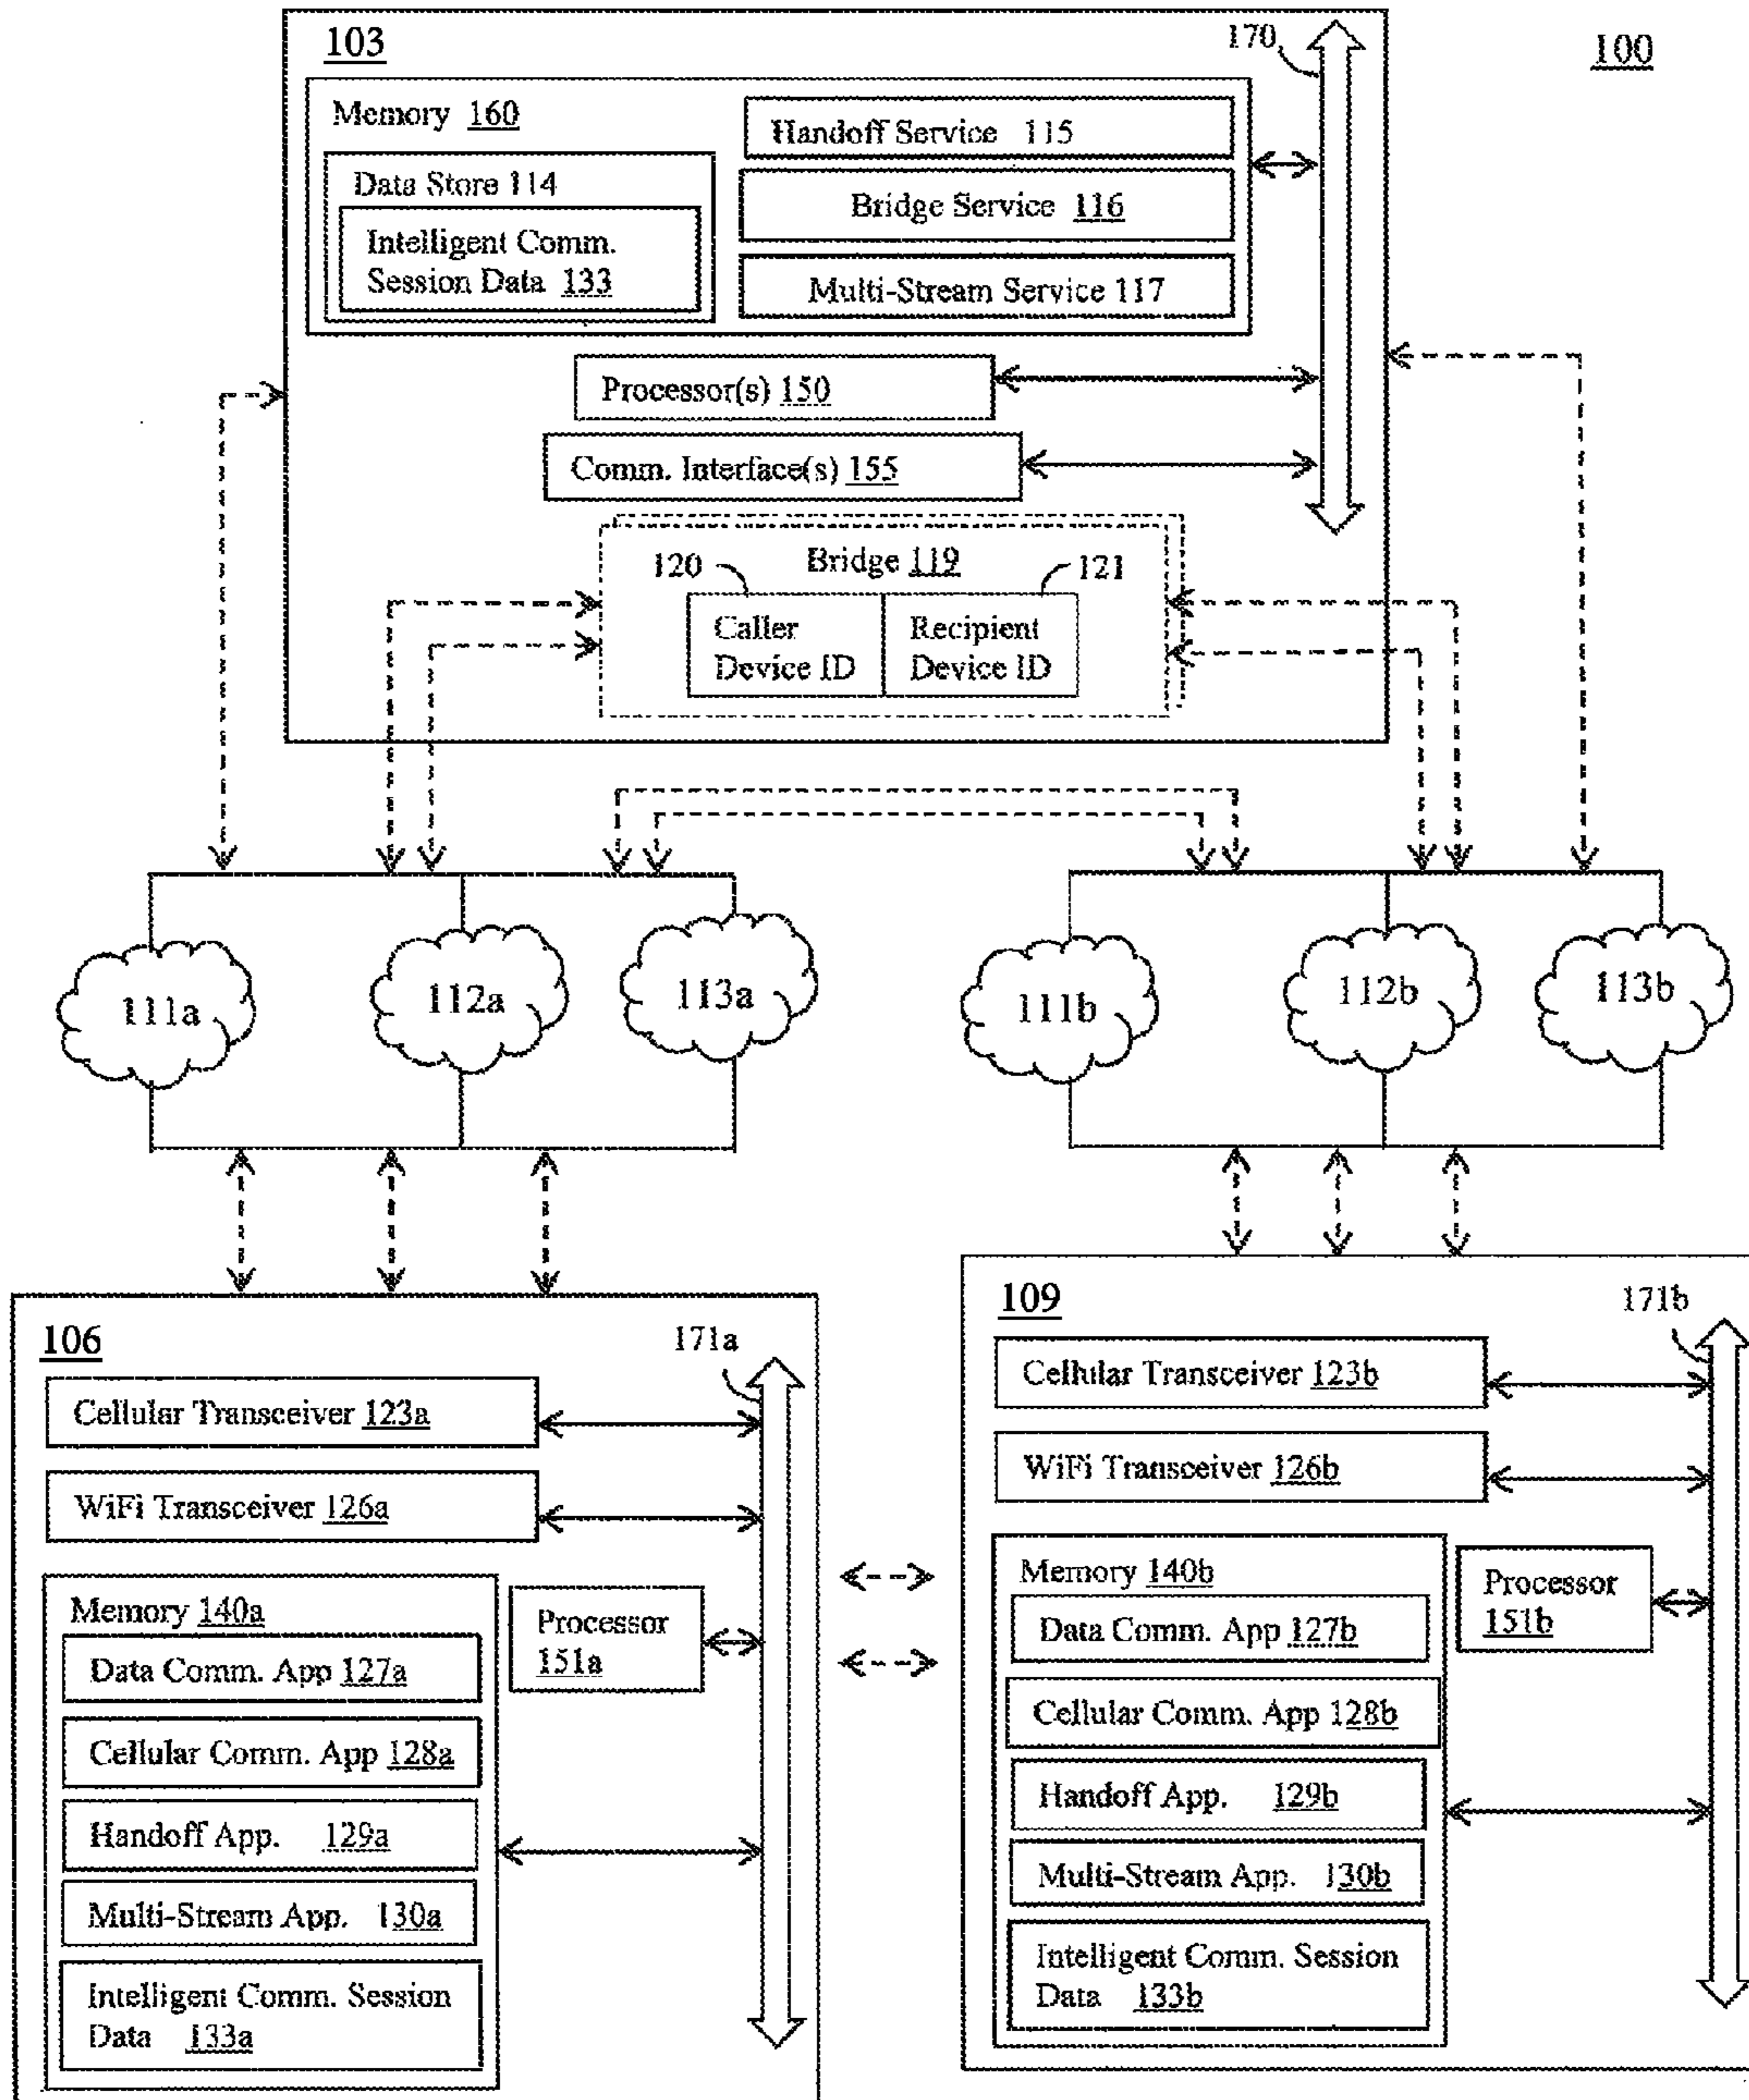 103
170
100
Memory 160
Handoff Service 115
Data Store 114
Bridge Service 116
Intelligent Comm.
Session Data 133
Multi-Stream Service 117
Processor(s) 150
Comm. Interface(s) 155
Bridge 119
120
121
Caller
Device ID
Recipient
Device ID
111a
112a
113a
111b
112b
113b
106
171a
Cellular Transceiver 123a
WiFi Transceiver 126a
Memory 140a
Processor
151a
Data Comm. App 127a
Cellular Comm. App 128a
Handoff App. 129a
Multi-Stream App. 130a
Intelligent Comm. Session
Data 133a
109
171b
Cellular Transceiver 123b
WiFi Transceiver 126b
Memory 140b
Processor
151b
Data Comm. App 127b
Cellular Comm. App 128b
Handoff App. 129b
Multi-Stream App. 130b
Intelligent Comm. Session
Data 133b